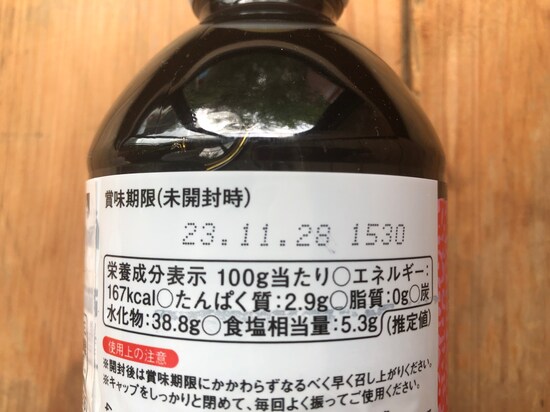 賞味期限(未開封時)
23.11.28 1530
栄養成分表示 100g当たり○エネルギー:
167kcal○たんぱく質:2.9g○脂質:0g○炭
水化物:38.8g○食塩相当量:5.3g (推定値)
使用上の注意
※開封後は賞味期限にかかわらずなるべく早く召し上がりください。
※キャップをしっかりと閉めて、毎回よく振ってご使用ください。